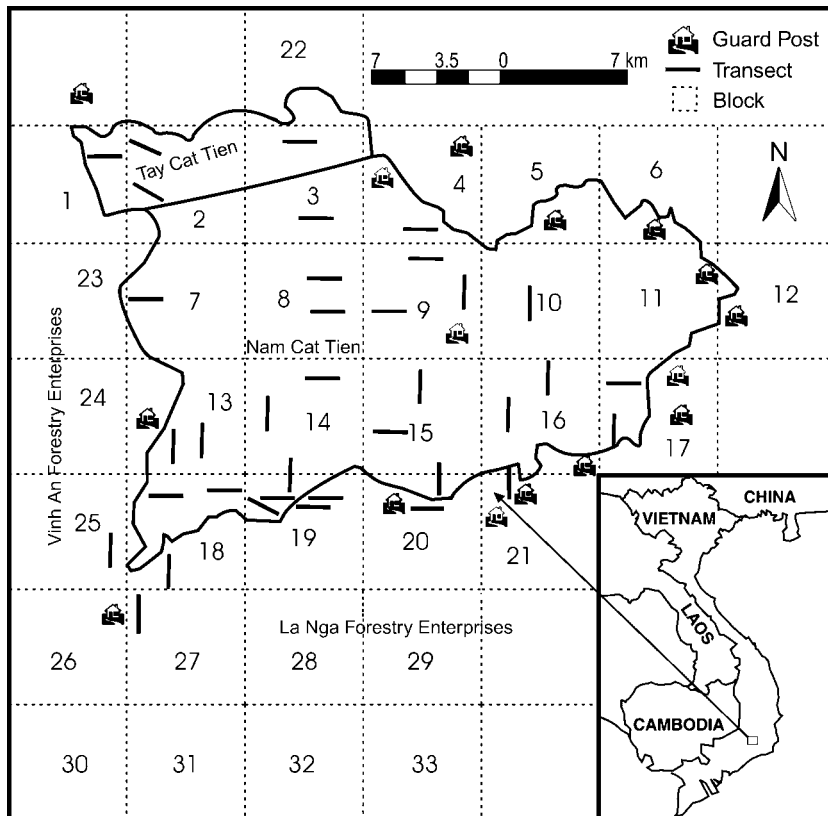 22
7 3.5 0 7 km
Guard Post
Transect
Block
N
Tay Cat Tien
1
2
3
4
5
6
23
7
8
9
10
11
12
Nam Cat Tien
Vinh An Forestry Enterprises
24
13
14
15
16
17
25
18
19
20
21
La Nga Forestry Enterprises
26
27
28
29
30
31
32
33
CHINA
VIETNAM
LAOS
CAMBODIA